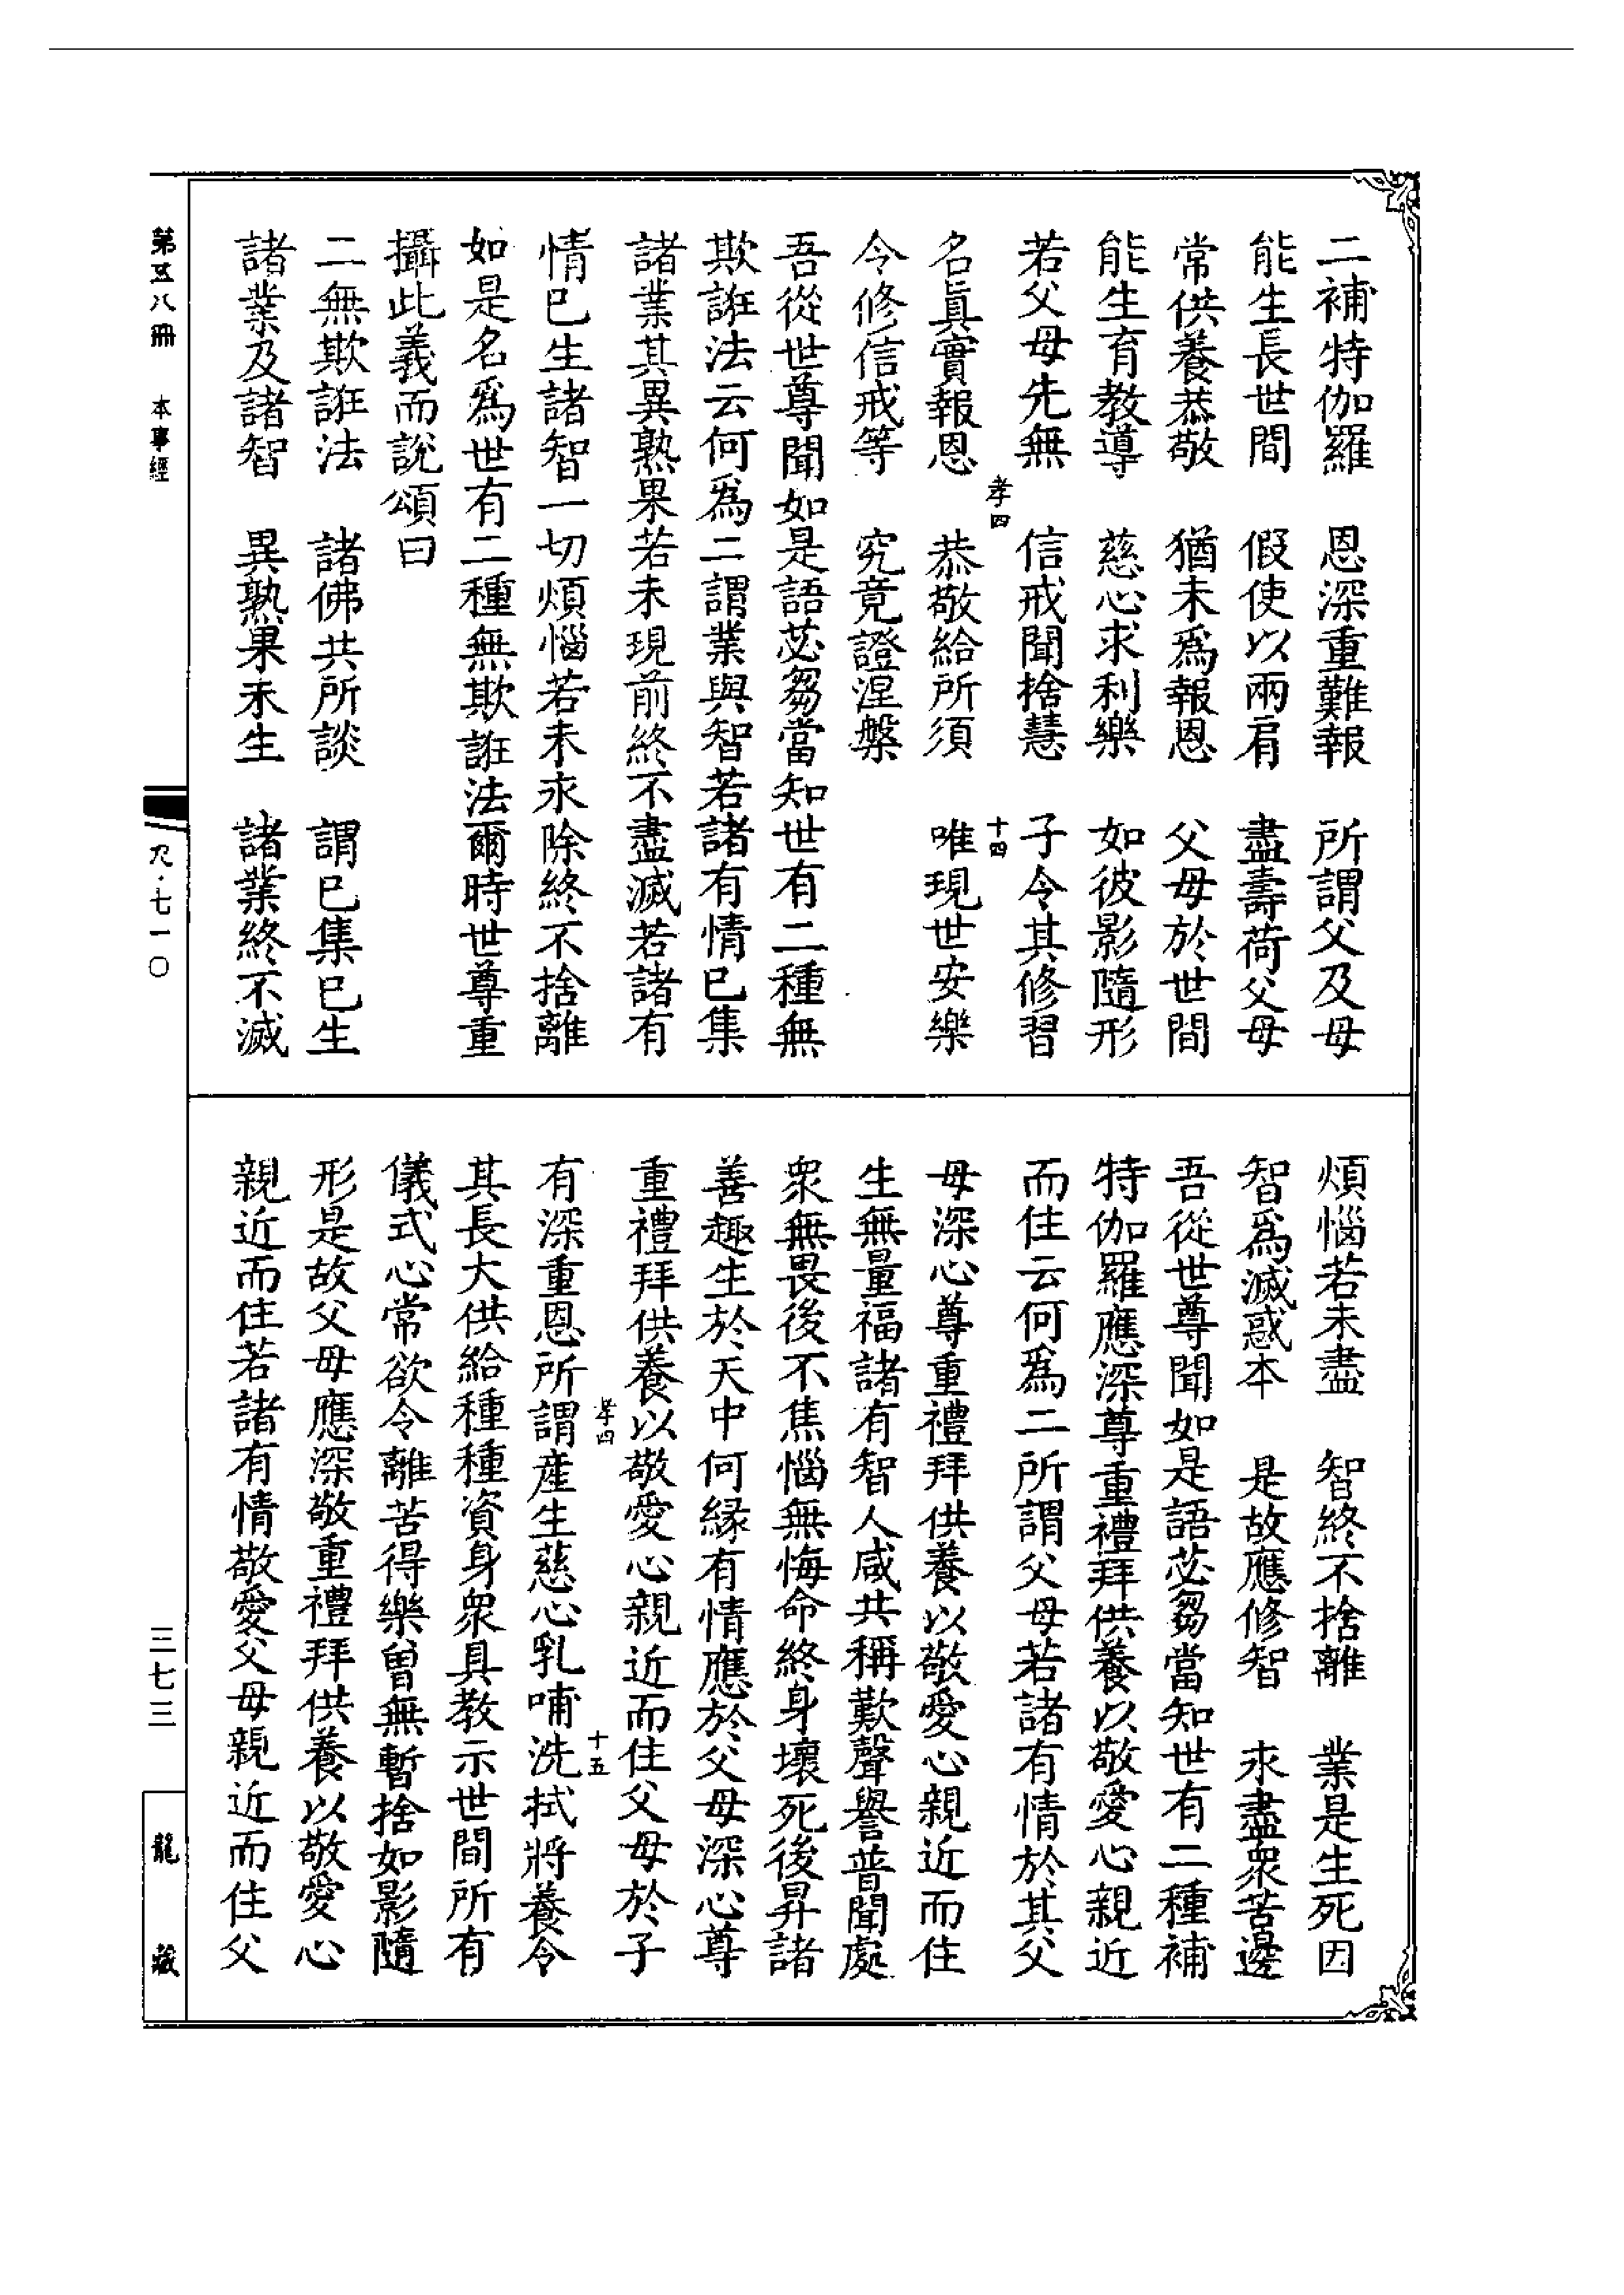 二補特伽羅　恩深重難報　所謂父及母
能生長世間　假使以兩肩　盡壽荷父母
常供養恭敬　猶未爲報恩　父母於世間
能生育教導　慈心求利樂　如彼影隨形
若父母先無　信戒聞捨慧　子令其修習
孝四　十四
名眞實報恩　恭敬給所須　唯現世安樂
令修信戒等　究竟證涅槃
吾從世尊聞如是語苾芻當知世有二種無
欺誑法云何爲二謂業與智若諸有情已集
諸業其異熟果若未現前終不盡滅若諸有
情已生諸智一切煩惱若未永除終不捨離
如是名爲世有二種無欺誑法爾時世尊重
攝此義而說頌曰
二無欺誑法　諸佛共所談　謂已集已生
諸業及諸智　異熟果未生　諸業終不滅
煩惱若未盡　智終不捨離　業是生死因
智爲滅惑本　是故應修智　永盡衆苦邊
吾從世尊聞如是語苾芻當知世有二種補
特伽羅應深尊重禮拜供養以敬愛心親近
而住云何爲二所謂父母若諸有情於其父
母深心尊重禮拜供養以敬愛心親近而住
生無量福諸有智人咸共稱歎聲譽普聞處
衆無畏後不焦惱無悔命終身壞死後昇諸
善趣生於天中何緣有情應於父母深心尊
重禮拜供養以敬愛心親近而住父母於子
孝四　十五
有深重恩所謂産生慈心乳哺洗拭將養令
其長大供給種種資身衆具教示世間所有
儀式心常欲令離苦得樂曾無暫捨如影隨
形是故父母應深敬重禮拜供養以敬愛心
親近而住若諸有情敬愛父母親近而住父
第五八冊　本事經
尺·七一〇
三七三
龍藏